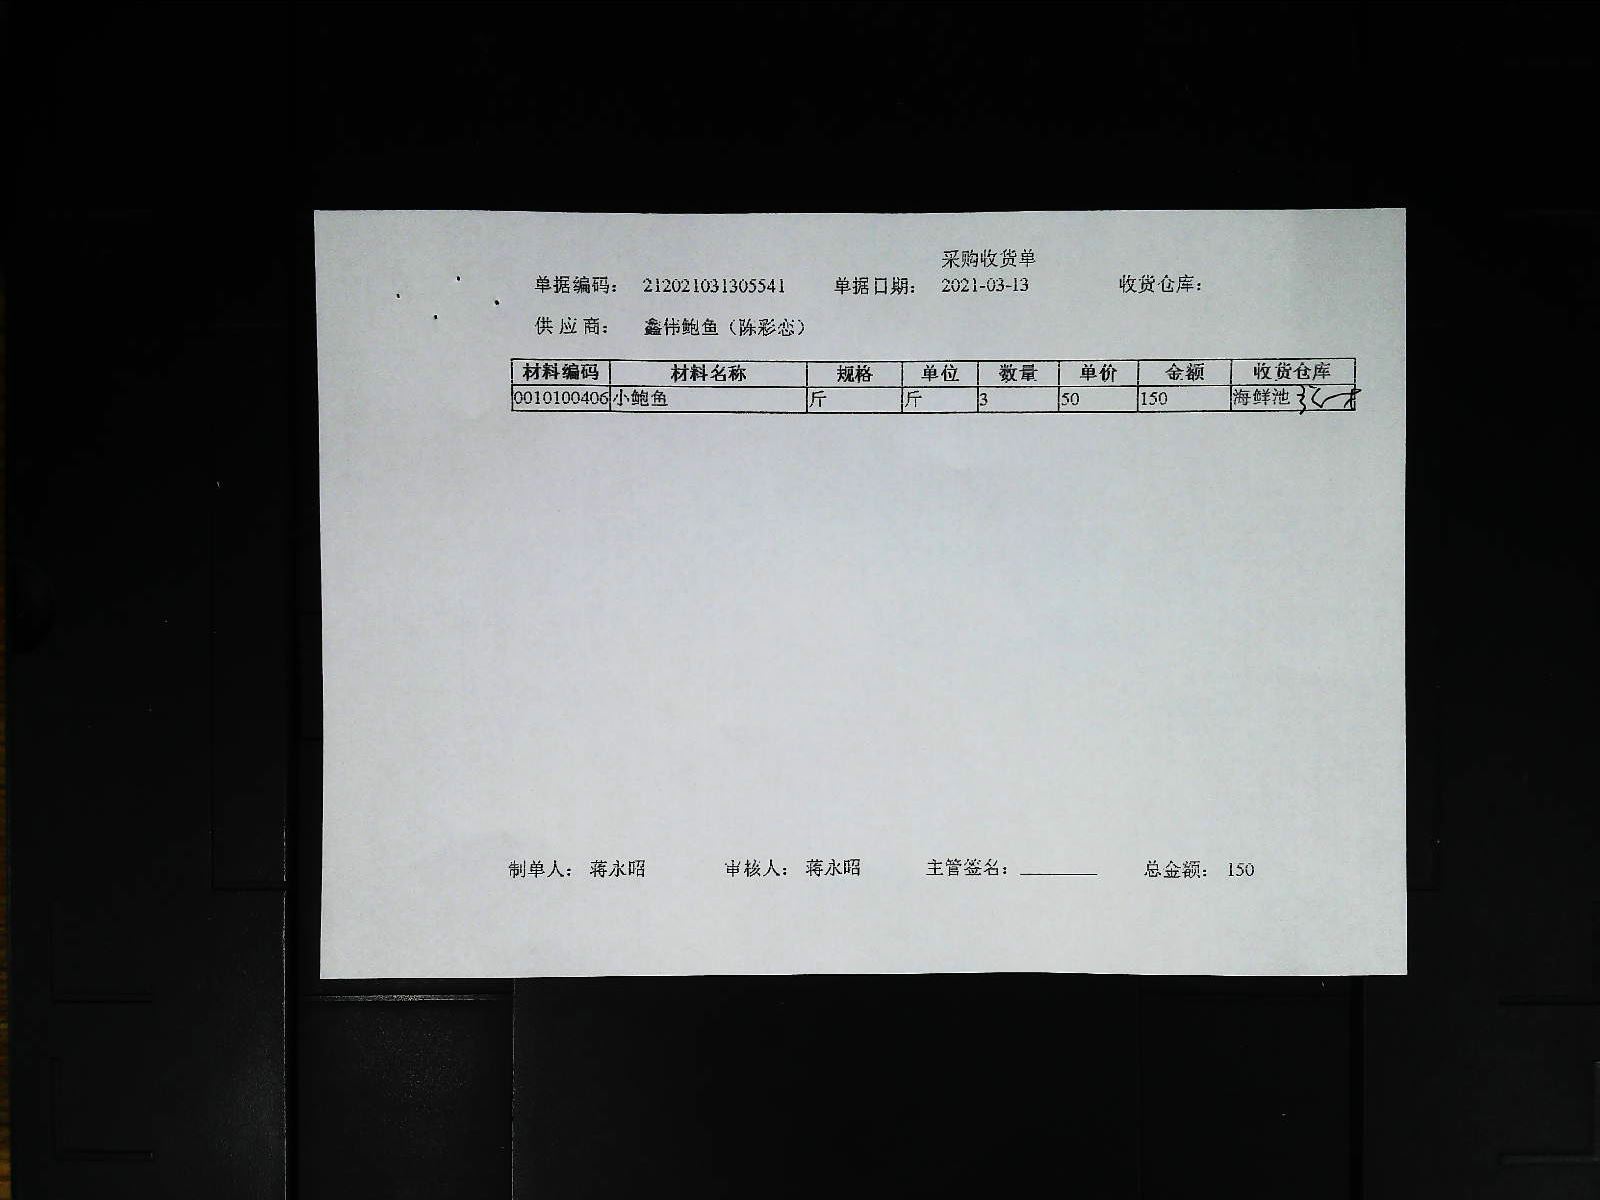 采购收货单
单据编码： 212021031305541 单据日期： 2021-03-13 收货仓库：
供应商： 鑫伟鲍鱼（陈彩恋）
材料编码 材料名称 规格 单位 数量 单价 金额 收货仓库
0010100406 小鲍鱼 斤 斤 3 50 150 海鲜池
制单人： 蒋永昭 审核人： 蒋永昭 主管签名： 总金额： 150